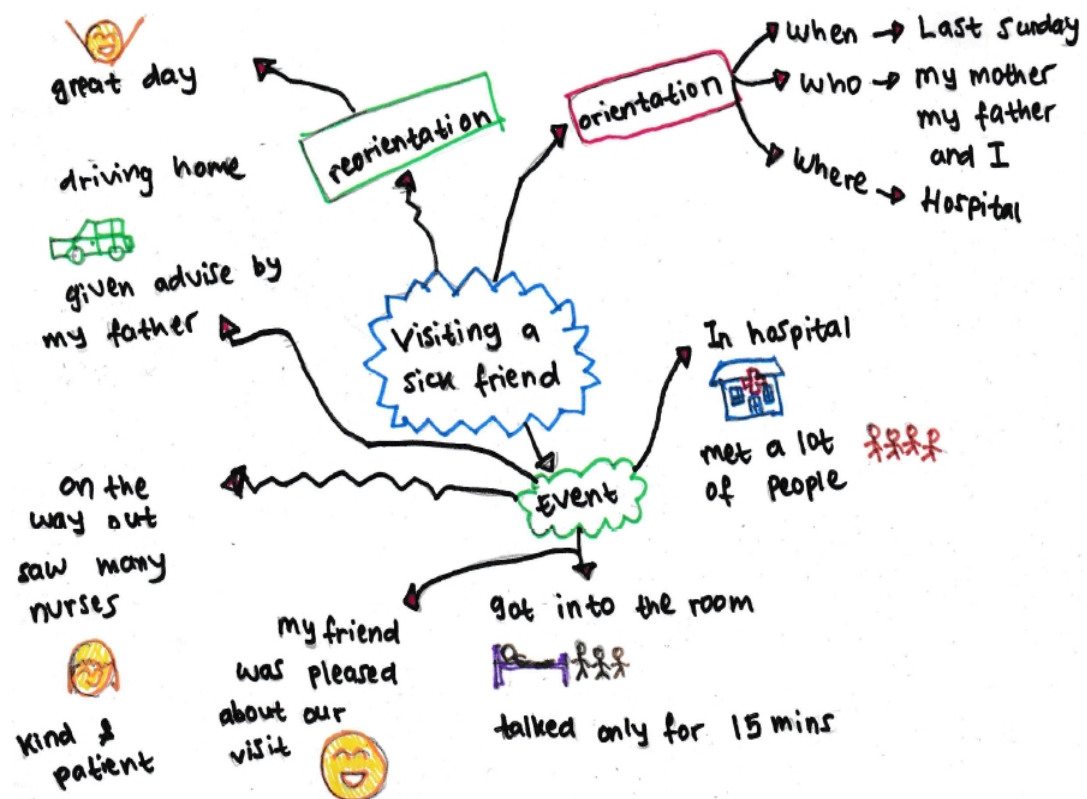 Visiting a
sick friend
orientation
when → Last Sunday
who → my mother
my father
and I
where → Hospital
Event
In hospital
met a lot
of people
got into the room
talked only for 15 mins
my friend
was pleased
about our
visit
on the
way out
saw many
nurses
kind &
patient
given advise by
my father
reorientation
great day
driving home